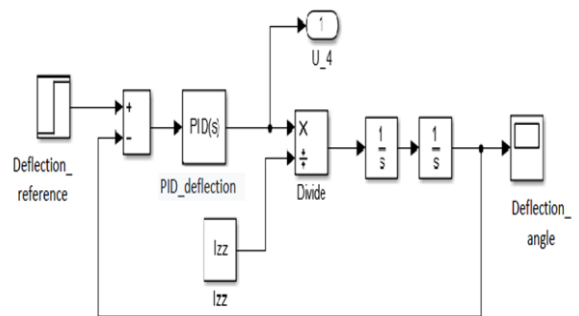 1
U_4
+
-
PID(s)
X
÷
1
s
1
s
Deflection_
reference
PID_deflection
Divide
Izz
Izz
Deflection_
angle